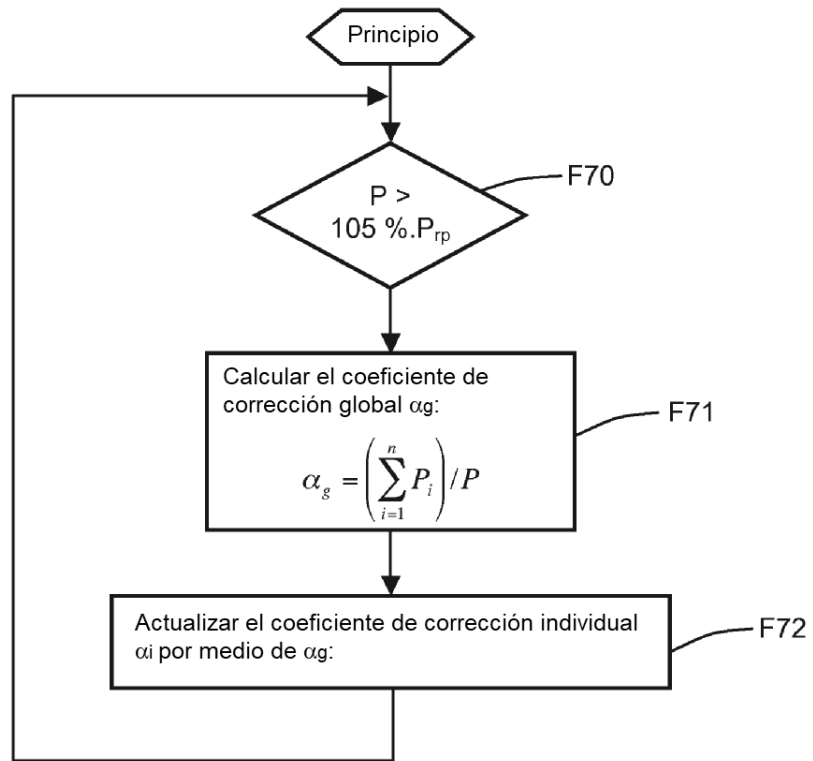 Principio
P >
105 %.Prp
F70
Calcular el coeficiente de
corrección global αg:
F71
αg = (∑ i=1 n Pi) / P
Actualizar el coeficiente de corrección individual
αi por medio de αg:
F72